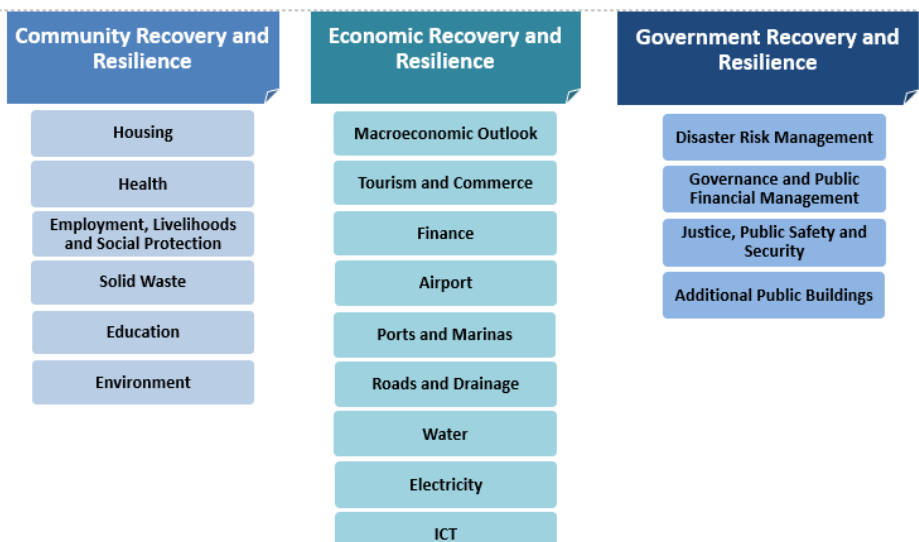 Community Recovery and
Resilience
Housing
Health
Employment, Livelihoods
and Social Protection
Solid Waste
Education
Environment
Economic Recovery and
Resilience
Macroeconomic Outlook
Tourism and Commerce
Finance
Airport
Ports and Marinas
Roads and Drainage
Water
Electricity
ICT
Government Recovery and
Resilience
Disaster Risk Management
Governance and Public
Financial Management
Justice, Public Safety and
Security
Additional Public Buildings